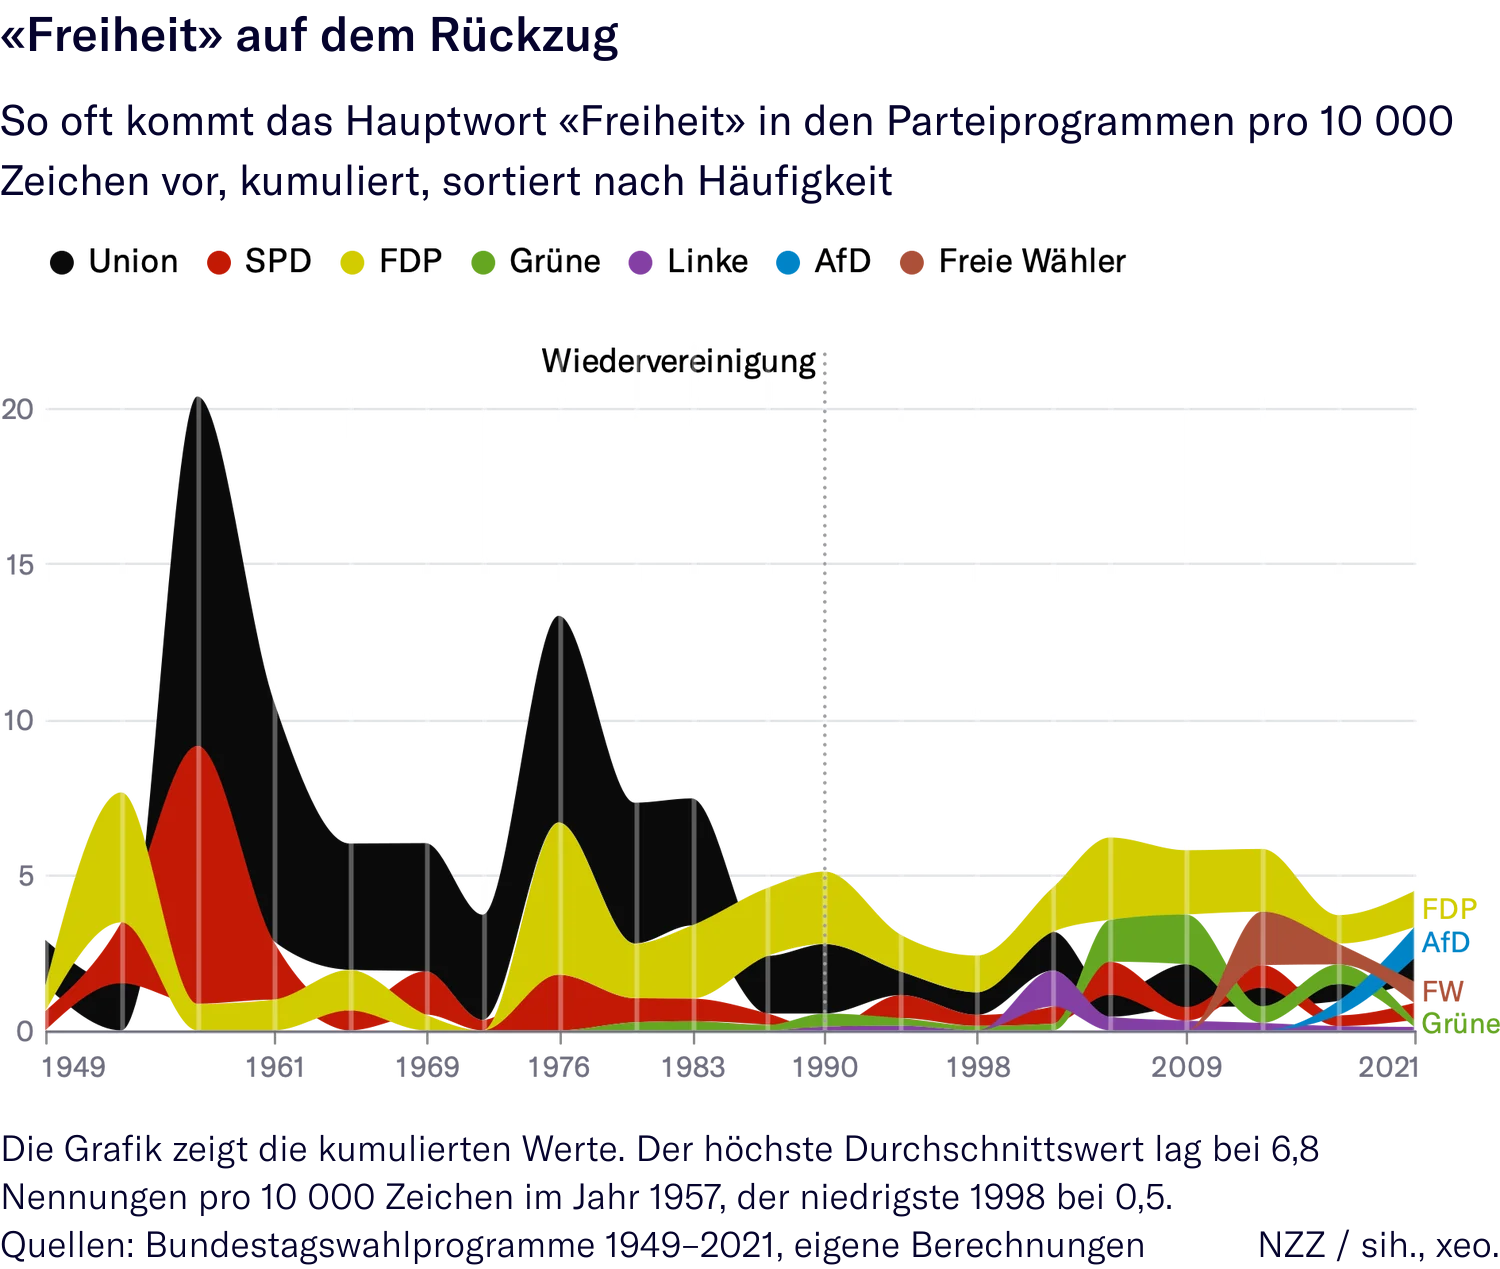 «Freiheit» auf dem Rückzug
So oft kommt das Hauptwort «Freiheit» in den Parteiprogrammen pro 10 000
Zeichen vor, kumuliert, sortiert nach Häufigkeit
Union SPD FDP Grüne Linke AfD Freie Wähler
Wiedervereinigung
20
15
10
5
0
FDP
AfD
FW
Grüne
1949 1961 1969 1976 1983 1990 1998 2009 2021
Die Grafik zeigt die kumulierten Werte. Der höchste Durchschnittswert lag bei 6,8
Nennungen pro 10 000 Zeichen im Jahr 1957, der niedrigste 1998 bei 0,5.
Quellen: Bundestagswahlprogramme 1949–2021, eigene Berechnungen NZZ / sih., xeo.